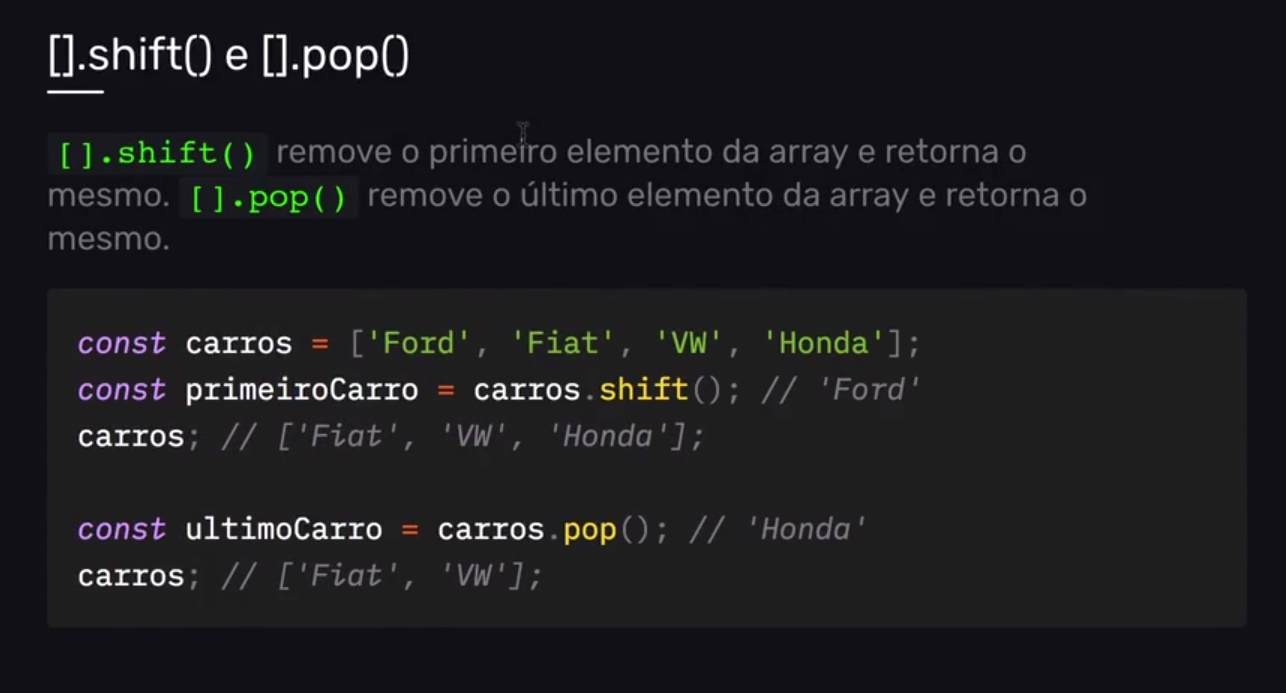 [].shift() e [].pop()
[].shift() remove o primeiro elemento da array e retorna o
mesmo. [].pop() remove o último elemento da array e retorna o
mesmo.
const carros = ['Ford', 'Fiat', 'VW', 'Honda'];
const primeiroCarro = carros.shift(); // 'Ford'
carros; // ['Fiat', 'VW', 'Honda'];
const ultimoCarro = carros.pop(); // 'Honda'
carros; // ['Fiat', 'VW'];